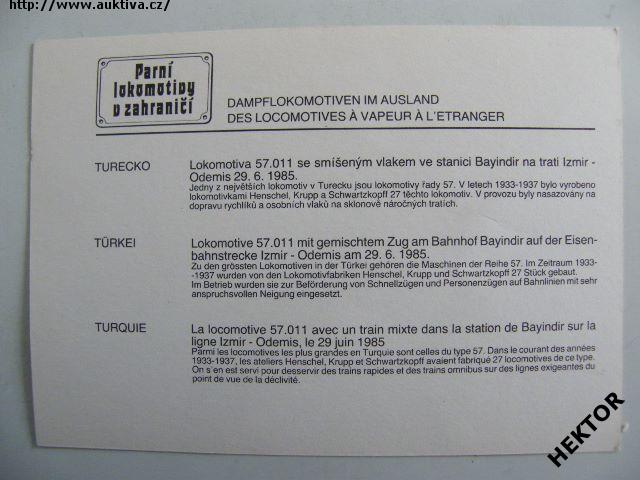 http://www.auktiva.cz/
Parní
lokomotivy
v zahraničí
DAMPFLOKOMOTIVEN IM AUSLAND
DES LOCOMOTIVES À VAPEUR À L'ETRANGER
TURECKO
Lokomotiva 57.011 se smíšeným vlakem ve stanici Bayindir na trati Izmir -
Odemis 29. 6. 1985.
Jedny z největších lokomotiv v Turecku jsou lokomotivy řady 57. V letech 1933-1937 bylo vyrobeno
lokomotivkami Henschel, Krupp a Schwartzkopff 27 těchto lokomotiv. V provozu byly nasazovány na
dopravu rychlíků a osobních vlaků na sklonově náročných tratích.
TÜRKEI
Lokomotive 57.011 mit gemischtem Zug am Bahnhof Bayindir auf der Eisen-
bahnstrecke Izmir - Odemis am 29. 6. 1985.
Zu den grössten Lokomotiven in der Türkei gehören die Maschinen der Reihe 57. Im Zeitraum 1933-
-1937 wurden von den Lokomotivfabriken Henschel, Krupp und Schwartzkopff 27 Stück gebaut.
Im Betrieb wurden sie zur Beförderung von Schnellzügen und Personenzügen auf Bahnlinien mit sehr
anspruchsvollen Neigung eingesetzt.
TURQUIE
La locomotive 57.011 avec un train mixte dans la station de Bayindir sur la
ligne Izmir - Odemis, le 29 juin 1985
Parmi les locomotives les plus grandes en Turquie sont celles du type 57. Dans le courant des années
1933-1937, les ateliers Henschel, Krupp et Schwartzkopff avaient fabriqué 27 locomotives de ce type.
On s'en est servi pour desservir des trains rapides et des trains omnibus sur des lignes exigeantes du
point de vue de la déclivité.
HEKTOR